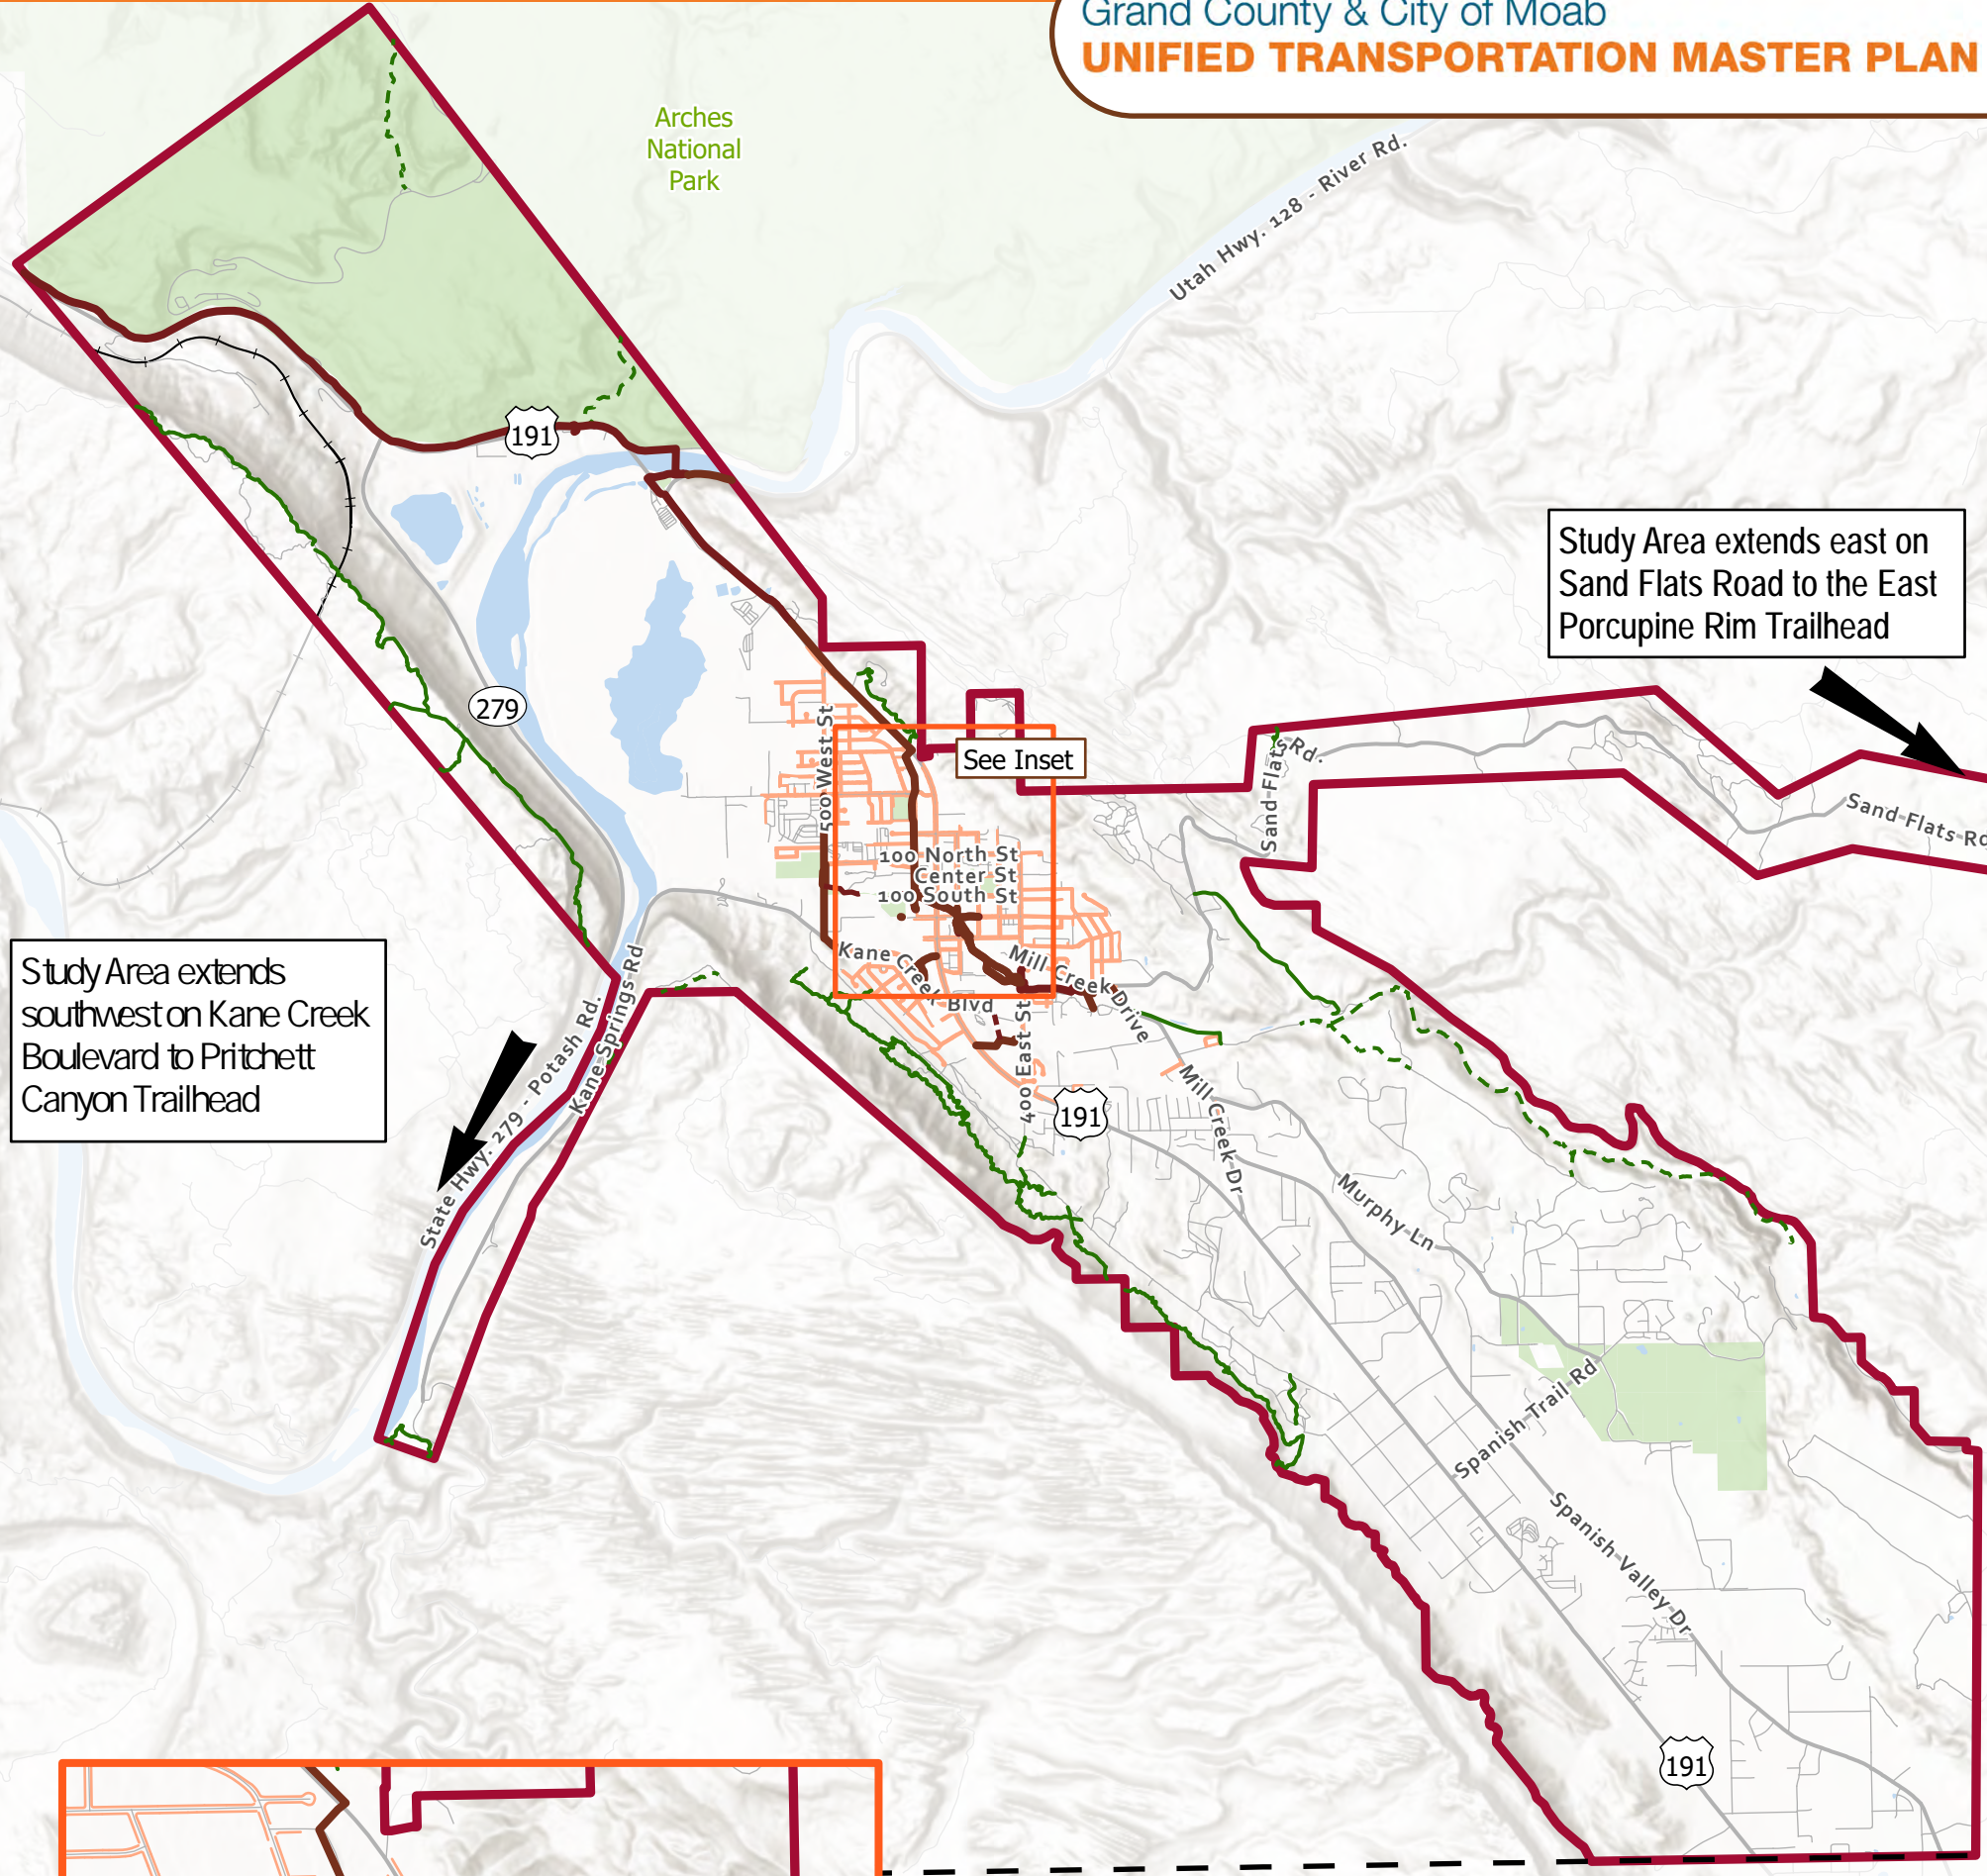 Grand County & City of Moab
UNIFIED TRANSPORTATION MASTER PLAN
Arches
National
Park
Utah Hwy. 128 - River Rd.
191
Study Area extends east on
Sand Flats Road to the East
Porcupine Rim Trailhead
279
500 West St
See Inset
Sand Flats Rd.
Sand Flats Rd
100 North St
Center St
100 South St
Kane Creek Blvd
Mill Creek Drive
Study Area extends
southwest on Kane Creek
Boulevard to Pritchett
Canyon Trailhead
State Hwy. 279 - Potash Rd.
Kane Springs Rd
400 East St
191
Mill Creek Dr
Murphy Ln
Spanish Trail Rd
Spanish Valley Dr
191